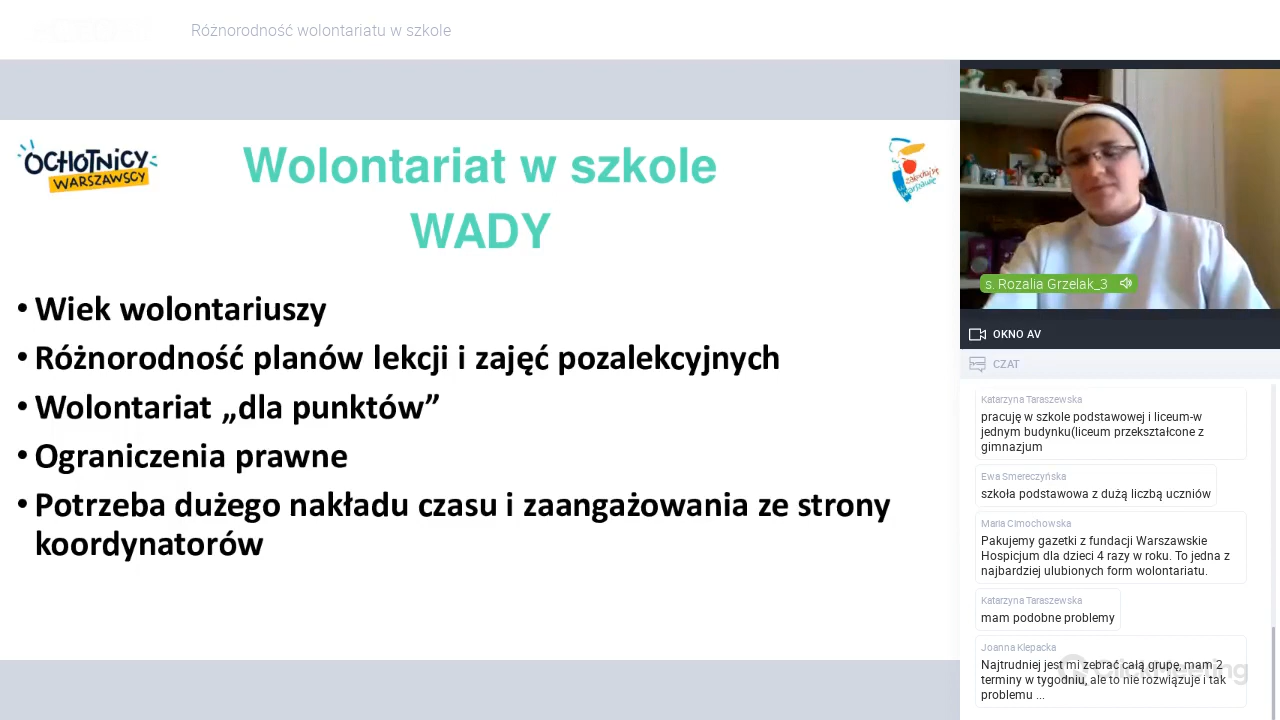 Różnorodność wolontariatu w szkole
OCHOTNICY
WARSZAWSCY
zakochaj się
w Warszawie
Wolontariat w szkole
WADY
• Wiek wolontariuszy
• Różnorodność planów lekcji i zajęć pozalekcyjnych
• Wolontariat „dla punktów”
• Ograniczenia prawne
• Potrzeba dużego nakładu czasu i zaangażowania ze strony
koordynatorów
s. Rozalia Grzelak_3
OKNO AV
CZAT
Katarzyna Taraszewska
pracuję w szkole podstawowej i liceum-w
jednym budynku(liceum przekształcone z
gimnazjum
Ewa Smereczyńska
szkoła podstawowa z dużą liczbą uczniów
Maria Cimochowska
Pakujemy gazetki z fundacji Warszawskie
Hospicjum dla dzieci 4 razy w roku. To jedna z
najbardziej ulubionych form wolontariatu.
Katarzyna Taraszewska
mam podobne problemy
Joanna Klepacka
Najtrudniej jest mi zebrać całą grupę, mam 2
terminy w tygodniu, ale to nie rozwiązuje i tak
problemu ...